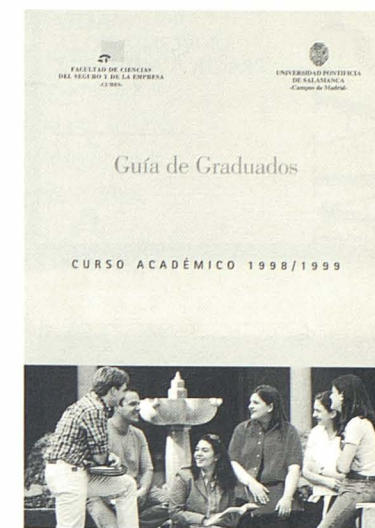 FACULTAD DE CIENCIAS
DEL SEGURO Y DE LA EMPRESA
-CUMES-
UNIVERSIDAD PONTIFICIA
DE SALAMANCA
-Campus de Madrid-
Guía de Graduados
CURSO ACADÉMICO 1998/1999